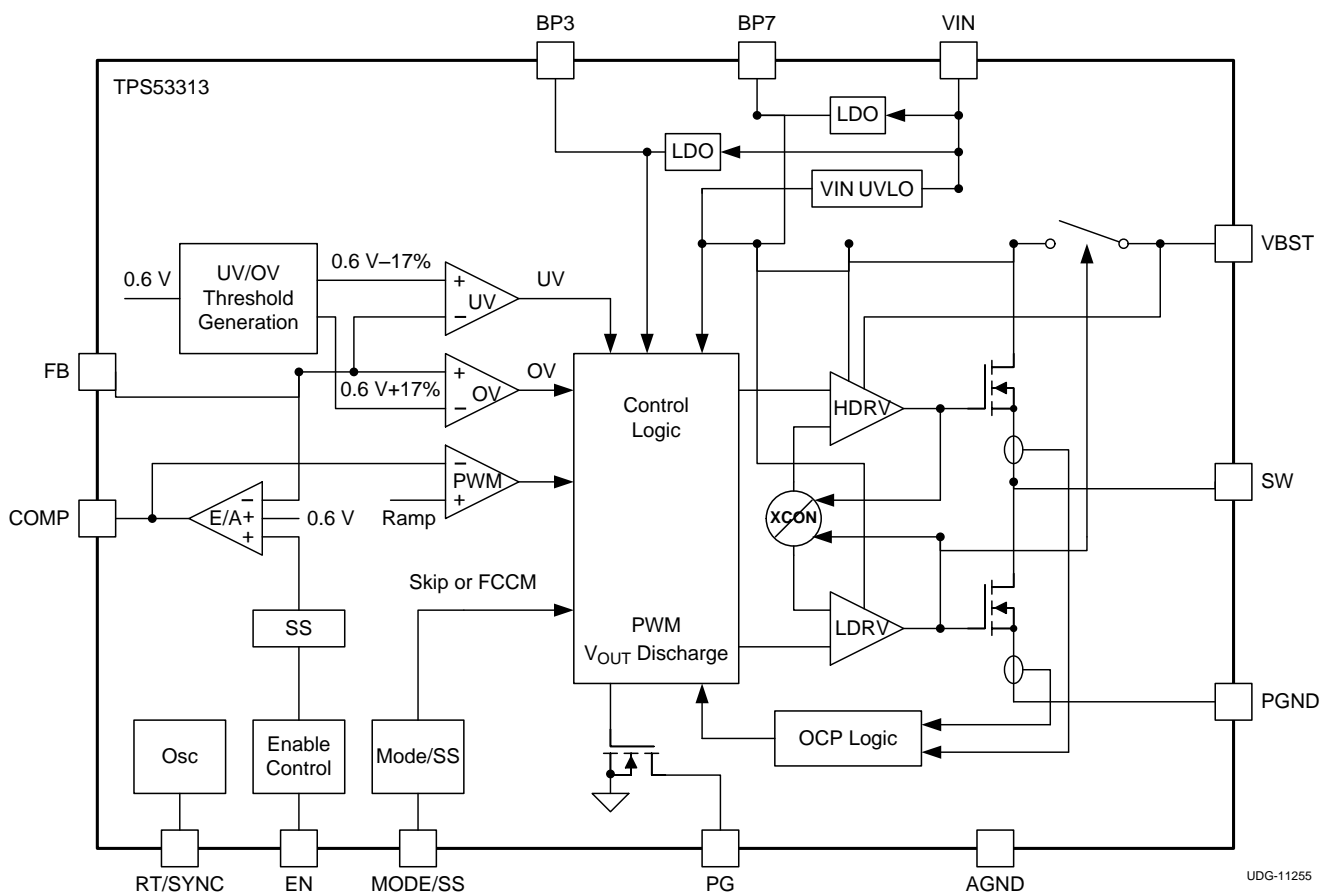 BP3
BP7
VIN
TPS53313
LDO
LDO
VIN UVLO
VBST
0.6 V
UV/OV
Threshold
Generation
0.6 V–17%
+
UV
–
UV
FB
0.6 V+17%
+
OV
–
OV
Control
Logic
HDRV
–
PWM
+
Ramp
COMP
E/A
–
+
+
0.6 V
XCON
SW
Skip or FCCM
SS
PWM
VOUT Discharge
LDRV
PGND
OCP Logic
Osc
Enable
Control
Mode/SS
RT/SYNC
EN
MODE/SS
PG
AGND
UDG-11255